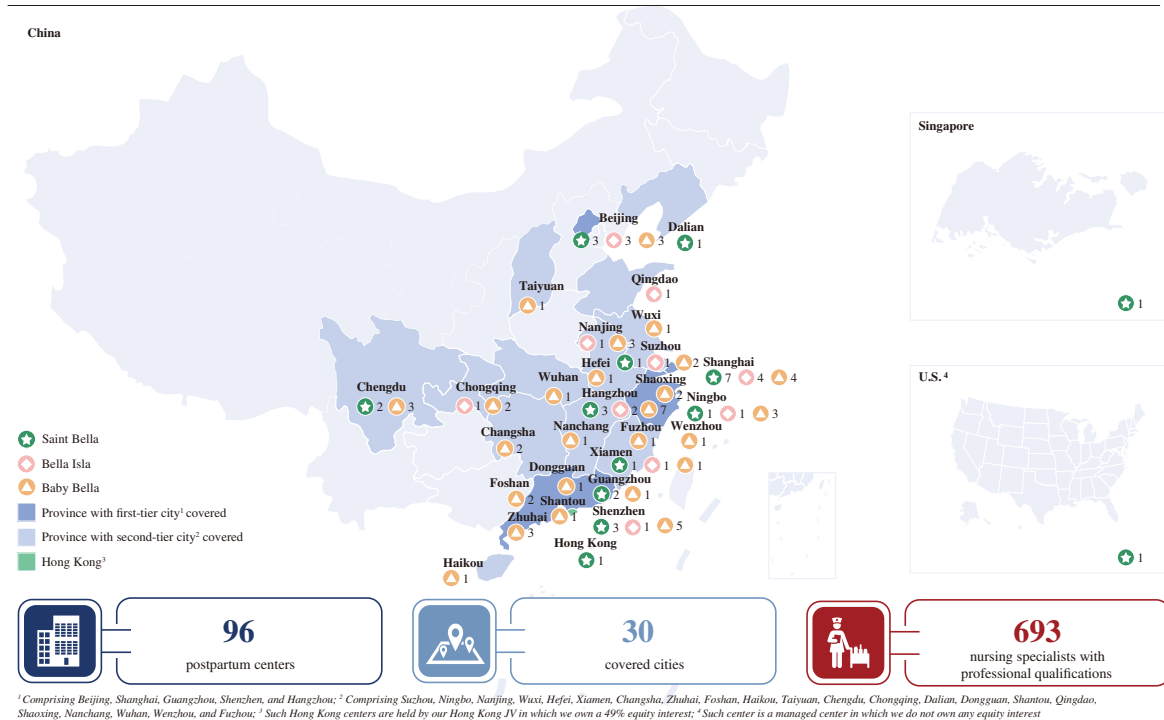 China
Singapore
1
U.S. 4
1
Beijing
3 3 3
Dalian
1
Qingdao
1
Taiyuan
1
Wuxi
1
Nanjing
1 3
Suzhou
1 1 2
Hefei
1
Shanghai
7 4 4
Shaoxing
2
Wuhan
1
Hangzhou
3 2 7
Ningbo
1 1 3
Chengdu
2 3
Chongqing
1 2
Changsha
2
Nanchang
1
Fuzhou
1
Wenzhou
1
Xiamen
1 1 1
Dongguan
1
Guangzhou
2 1
Foshan
2
Shantou
1
Shenzhen
3 1 5
Zhuhai
3
Hong Kong
1
Haikou
1
Saint Bella
Bella Isla
Baby Bella
Province with first-tier city1 covered
Province with second-tier city2 covered
Hong Kong3
96
postpartum centers
30
covered cities
693
nursing specialists with
professional qualifications
1 Comprising Beijing, Shanghai, Guangzhou, Shenzhen, and Hangzhou; 2 Comprising Suzhou, Ningbo, Nanjing, Wuxi, Hefei, Xiamen, Changsha, Zhuhai, Foshan, Haikou, Taiyuan, Chengdu, Chongqing, Dalian, Dongguan, Shantou, Qingdao,
Shaoxing, Nanchang, Wuhan, Wenzhou, and Fuzhou; 3 Such Hong Kong centers are held by our Hong Kong JV in which we own a 49% equity interest; 4 Such center is a managed center in which we do not own any equity interest